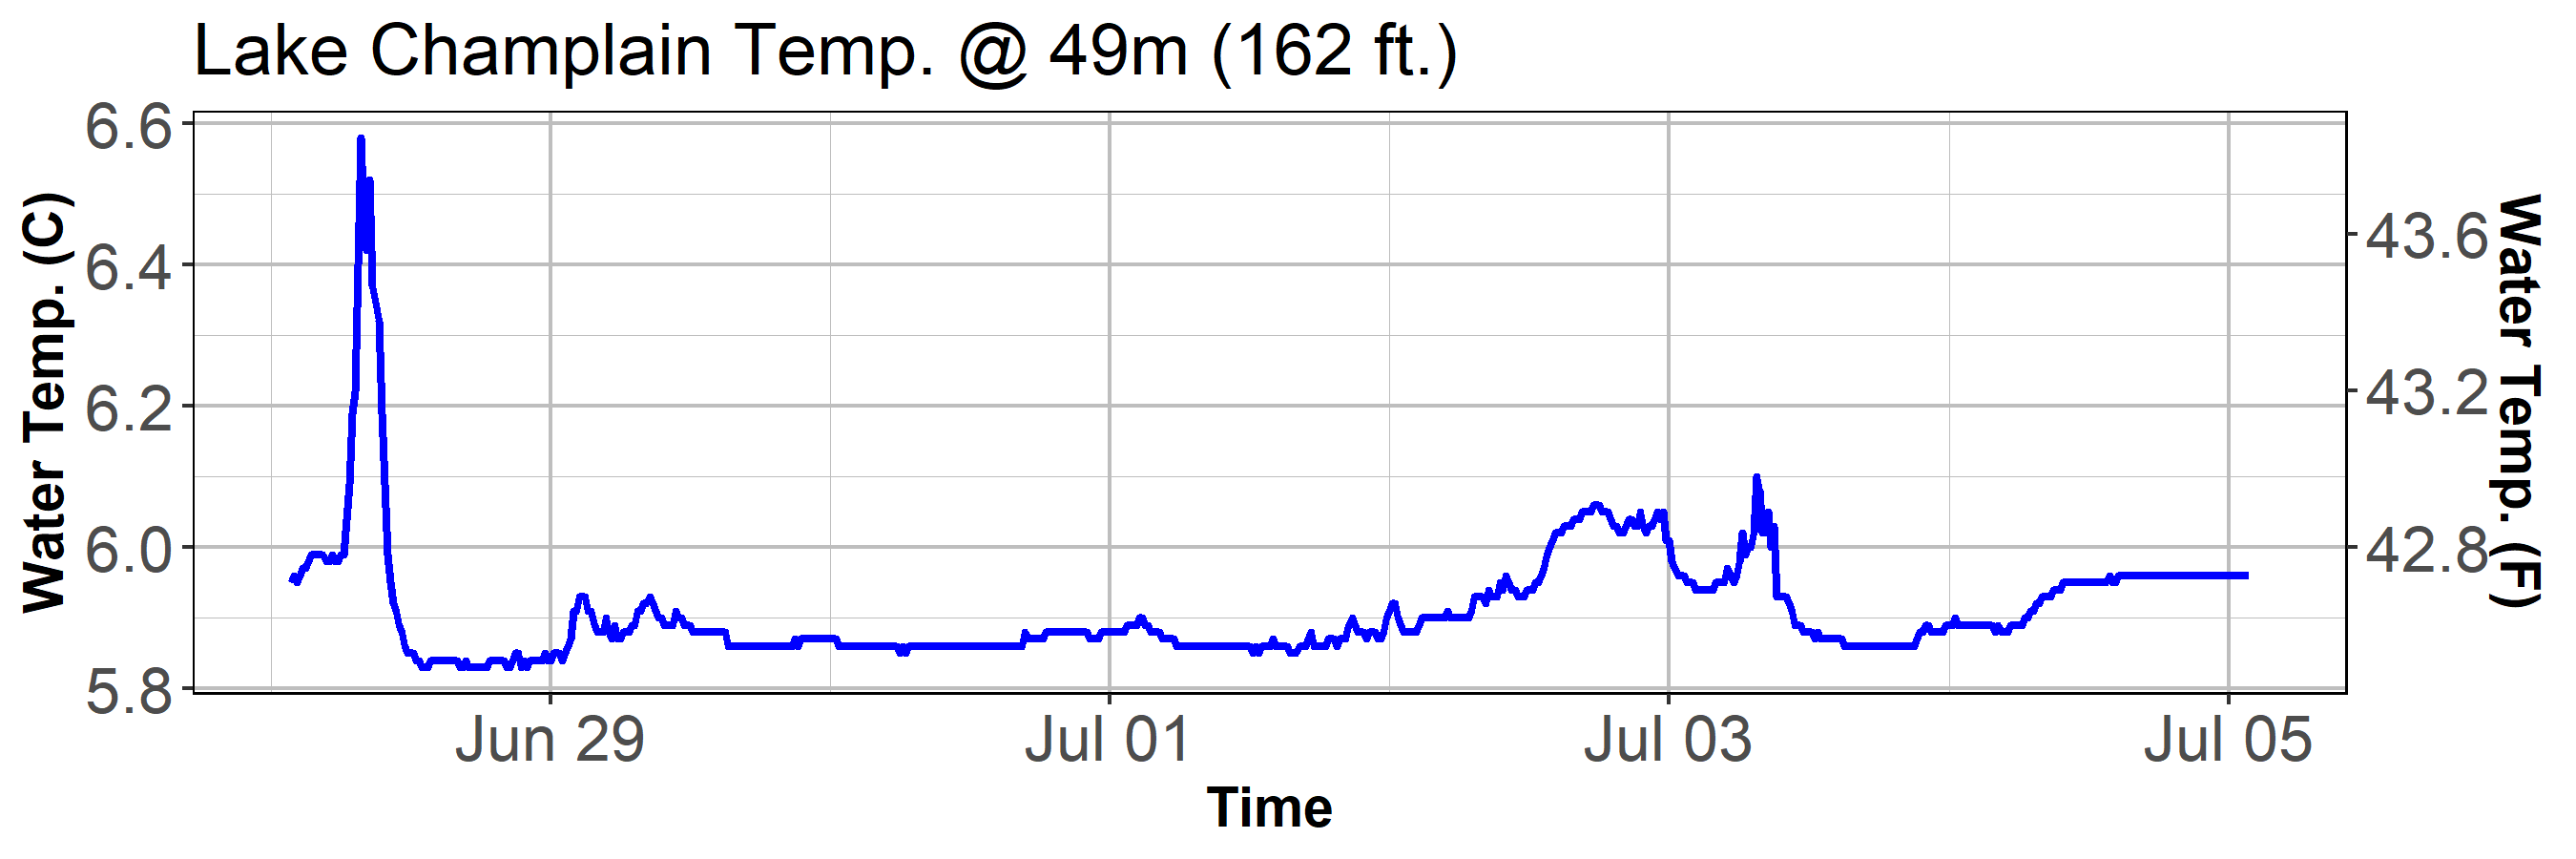 Lake Champlain Temp. @ 49m (162 ft.)
Water Temp. (C)
6.6
6.4
6.2
6.0
5.8
43.6
43.2
42.8
Water Temp. (F)
Jun 29
Jul 01
Jul 03
Jul 05
Time